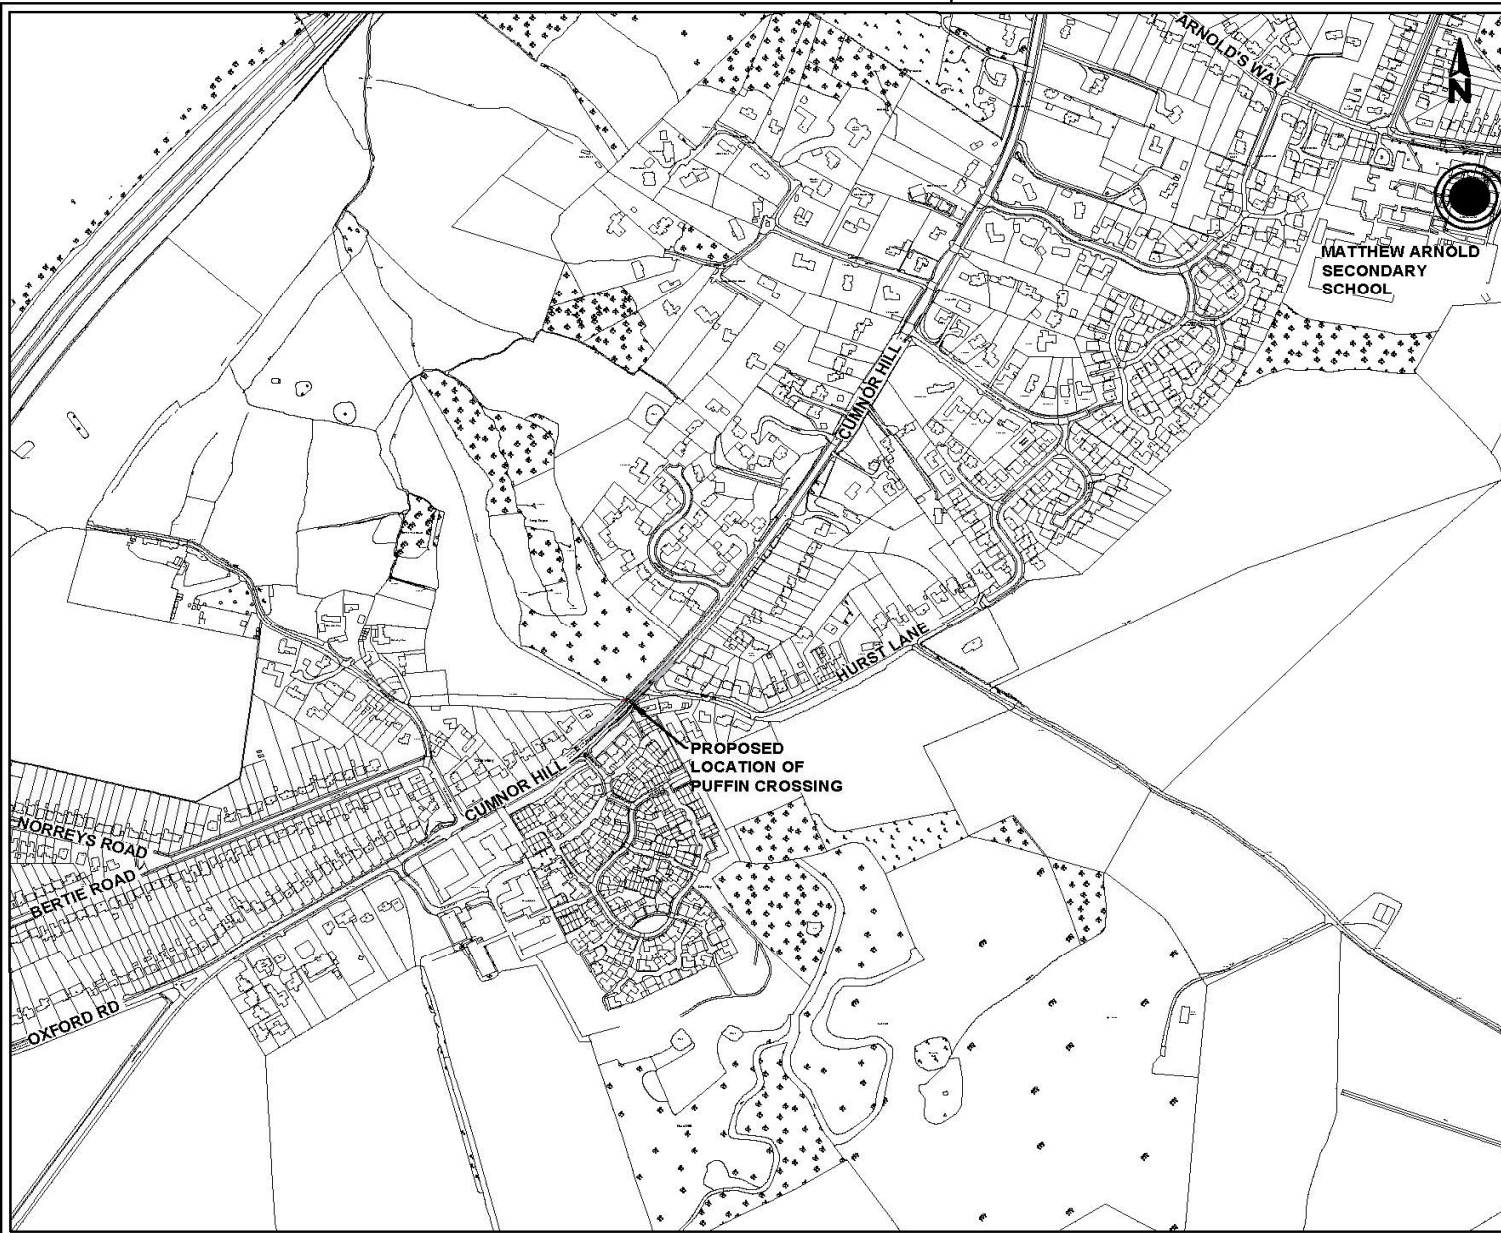 ARNOLD'S WAY
N
MATTHEW ARNOLD
SECONDARY
SCHOOL
CUMNOR HILL
HURST LANE
PROPOSED
LOCATION OF
PUFFIN CROSSING
CUMNOR HILL
NORREYS ROAD
BERTIE ROAD
OXFORD RD